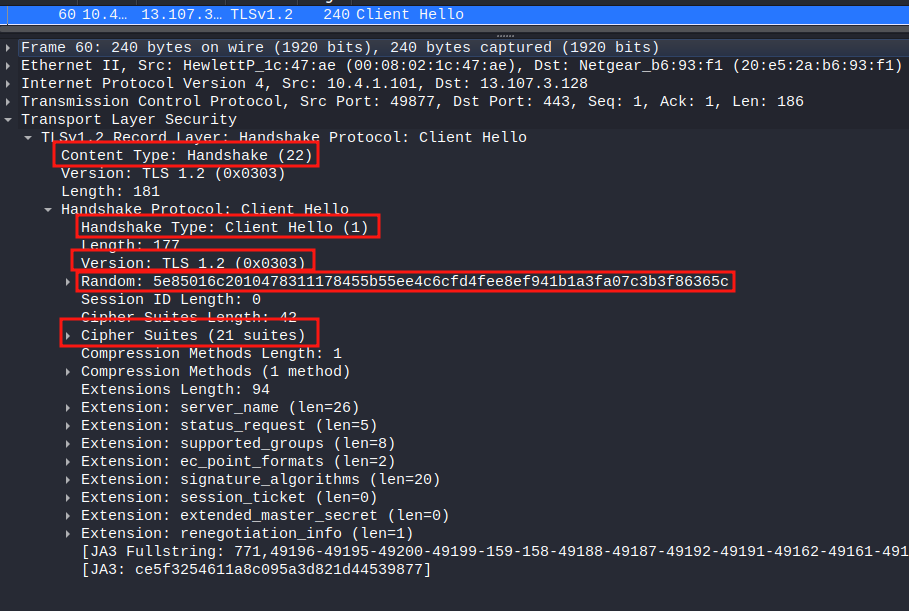 60 10.4… 13.107.3… TLSv1.2 240 Client Hello
Frame 60: 240 bytes on wire (1920 bits), 240 bytes captured (1920 bits)
Ethernet II, Src: HewlettP_1c:47:ae (00:08:02:1c:47:ae), Dst: Netgear_b6:93:f1 (20:e5:2a:b6:93:f1)
Internet Protocol Version 4, Src: 10.4.1.101, Dst: 13.107.3.128
Transmission Control Protocol, Src Port: 49877, Dst Port: 443, Seq: 1, Ack: 1, Len: 186
Transport Layer Security
TLSv1.2 Record Layer: Handshake Protocol: Client Hello
Content Type: Handshake (22)
Version: TLS 1.2 (0x0303)
Length: 181
Handshake Protocol: Client Hello
Handshake Type: Client Hello (1)
Length: 177
Version: TLS 1.2 (0x0303)
Random: 5e85016c2010478311178455b55ee4c6cfd4fee8ef941b1a3fa07c3b3f86365c
Session ID Length: 0
Cipher Suites Length: 42
Cipher Suites (21 suites)
Compression Methods Length: 1
Compression Methods (1 method)
Extensions Length: 94
Extension: server_name (len=26)
Extension: status_request (len=5)
Extension: supported_groups (len=8)
Extension: ec_point_formats (len=2)
Extension: signature_algorithms (len=20)
Extension: session_ticket (len=0)
Extension: extended_master_secret (len=0)
Extension: renegotiation_info (len=1)
[JA3 Fullstring: 771,49196-49195-49200-49199-159-158-49188-49187-49192-49191-49162-49161-491
[JA3: ce5f3254611a8c095a3d821d44539877]